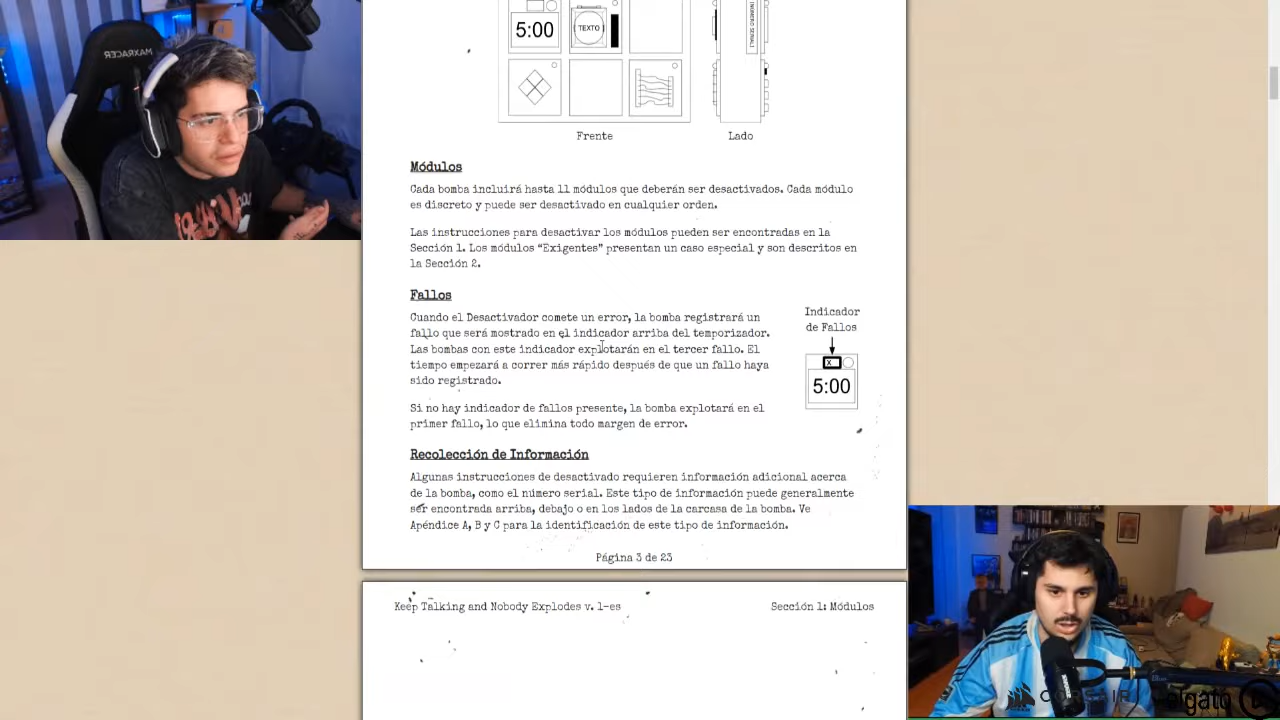 MAXRACER
5:00
TEXTO
(NÚMERO SERIAL)
Frente
Lado
Módulos
Cada bomba incluirá hasta 11 módulos que deberán ser desactivados. Cada módulo
es discreto y puede ser desactivado en cualquier orden.
Las instrucciones para desactivar los módulos pueden ser encontradas en la
Sección 1. Los módulos “Exigentes” presentan un caso especial y son descritos en
la Sección 2.
Fallos
Cuando el Desactivador comete un error, la bomba registrará un
fallo que será mostrado en el indicador arriba del temporizador.
Las bombas con este indicador explotarán en el tercer fallo. El
tiempo empezará a correr más rápido después de que un fallo haya
sido registrado.
Indicador
de Fallos
X
5:00
Si no hay indicador de fallos presente, la bomba explotará en el
primer fallo, lo que elimina todo margen de error.
Recolección de Información
Algunas instrucciones de desactivado requieren información adicional acerca
de la bomba, como el número serial. Este tipo de información puede generalmente
ser encontrada arriba, debajo o en los lados de la carcasa de la bomba. Ve
Apéndice A, B y C para la identificación de este tipo de información.
Página 3 de 23
Keep Talking and Nobody Explodes v. 1-es
Sección 1: Módulos
CORSAIR
elgato